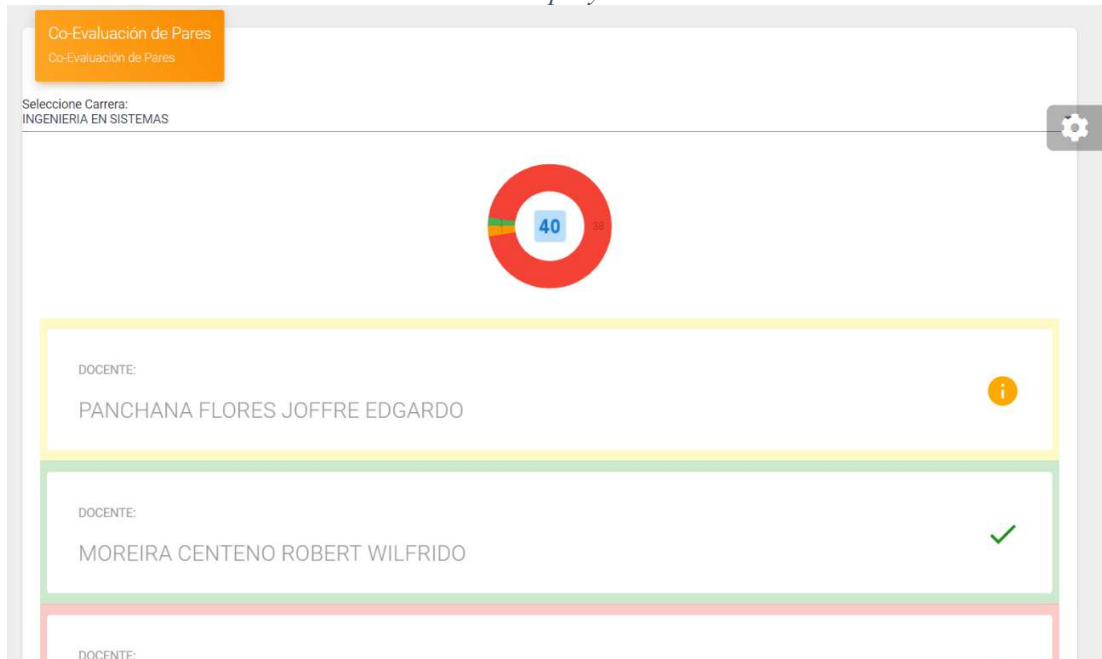 Co-Evaluación de Pares
Co-Evaluación de Pares
Seleccione Carrera:
INGENIERIA EN SISTEMAS
40
38
DOCENTE:
PANCHANA FLORES JOFFRE EDGARDO
DOCENTE:
MOREIRA CENTENO ROBERT WILFRIDO
DOCENTE: